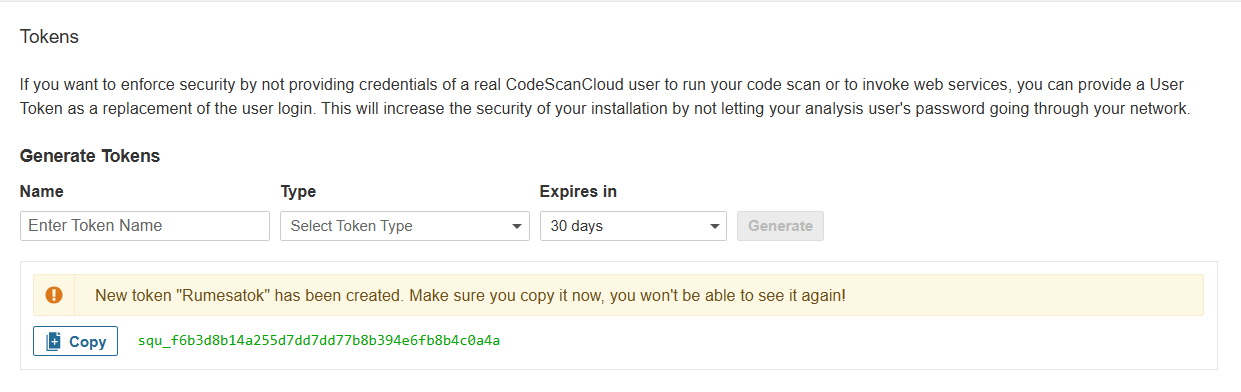 Tokens
If you want to enforce security by not providing credentials of a real CodeScanCloud user to run your code scan or to invoke web services, you can provide a User
Token as a replacement of the user login. This will increase the security of your installation by not letting your analysis user's password going through your network.
Generate Tokens
Name Type Expires in
Enter Token Name Select Token Type 30 days Generate
New token "Rumesatok" has been created. Make sure you copy it now, you won't be able to see it again!
Copy squ_f6b3d8b14a255d7dd7dd77b8b394e6fb8b4c0a4a